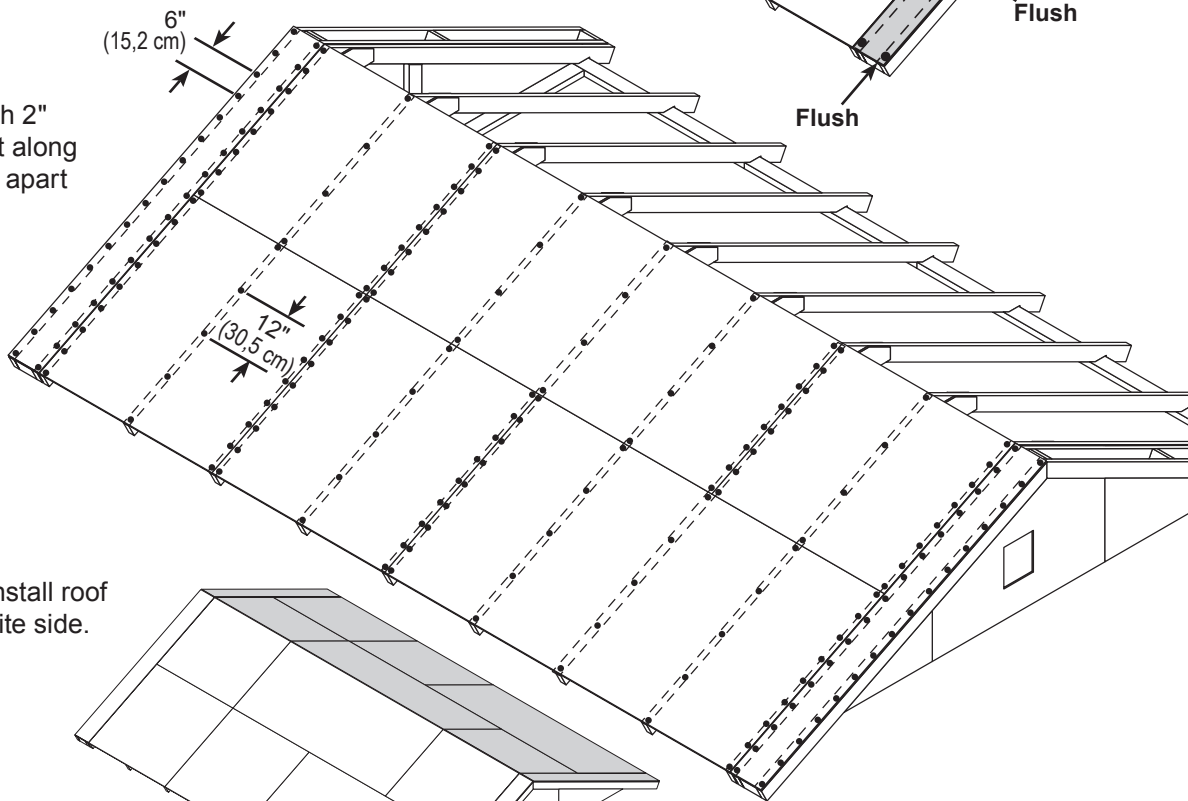 6"
(15,2 cm)
Flush
Flush
h 2"
t along
apart
12"
(30,5 cm)
nstall roof
ite side.